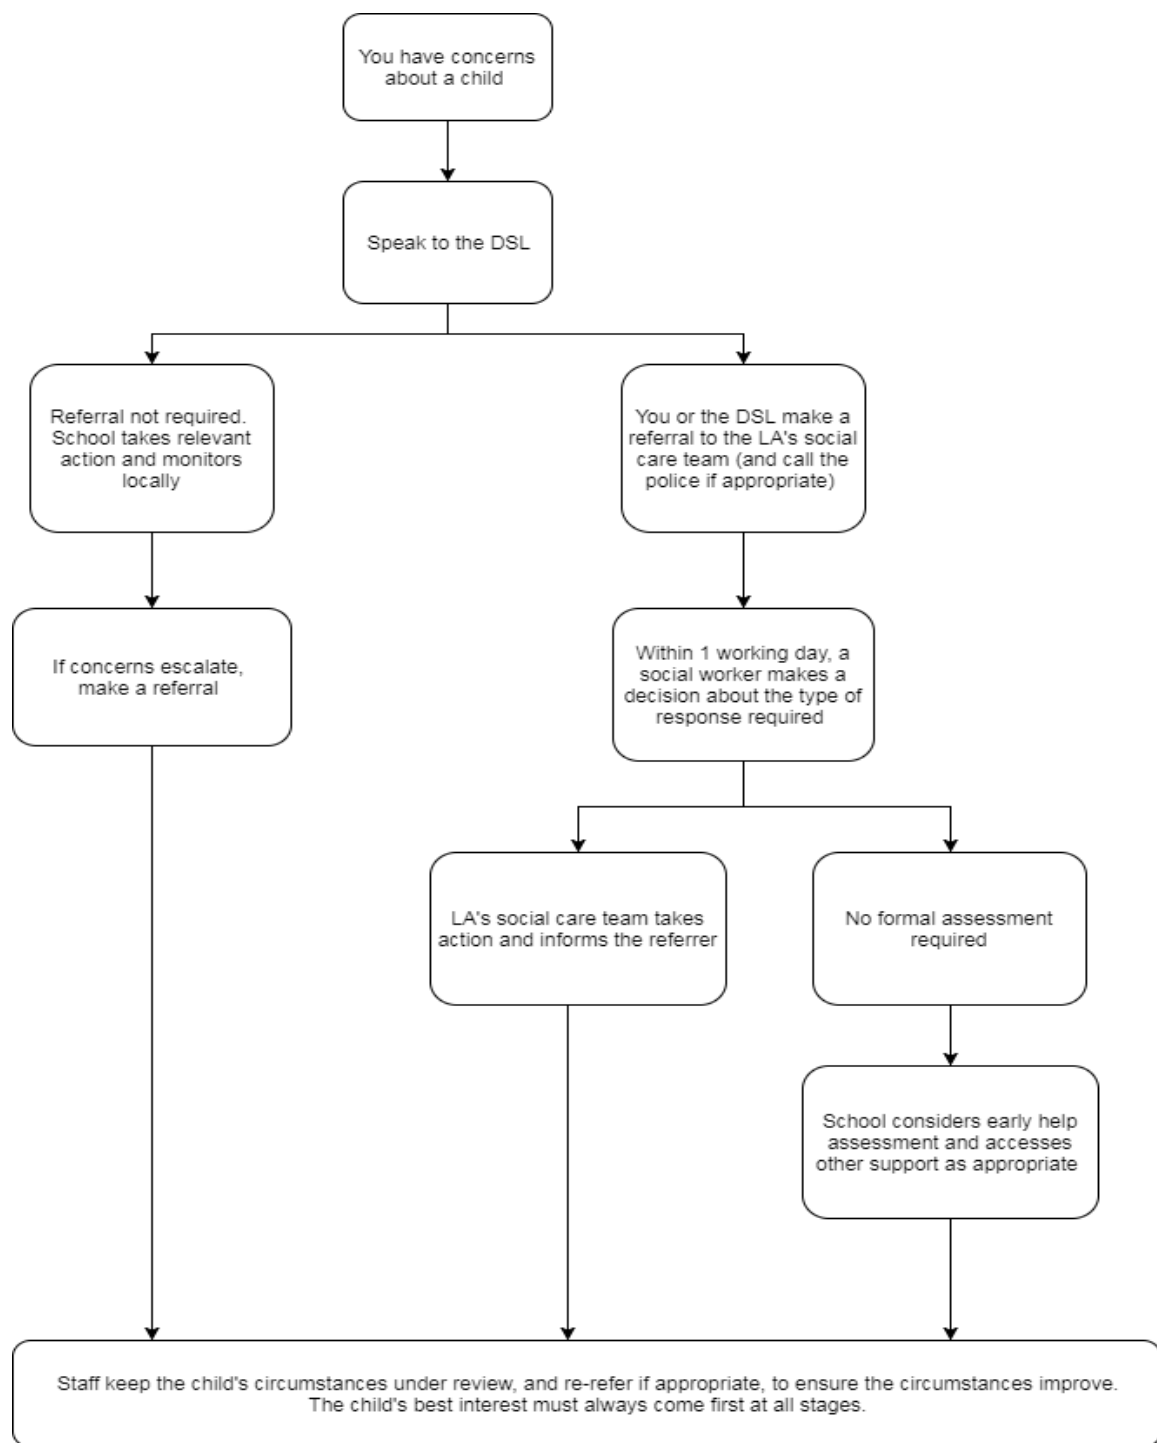 You have concerns
about a child
Speak to the DSL
Referral not required.
School takes relevant
action and monitors
locally
You or the DSL make a
referral to the LA's social
care team (and call the
police if appropriate)
If concerns escalate,
make a referral
Within 1 working day, a
social worker makes a
decision about the type of
response required
LA's social care team takes
action and informs the referrer
No formal assessment
required
School considers early help
assessment and accesses
other support as appropriate
Staff keep the child's circumstances under review, and re-refer if appropriate, to ensure the circumstances improve.
The child's best interest must always come first at all stages.